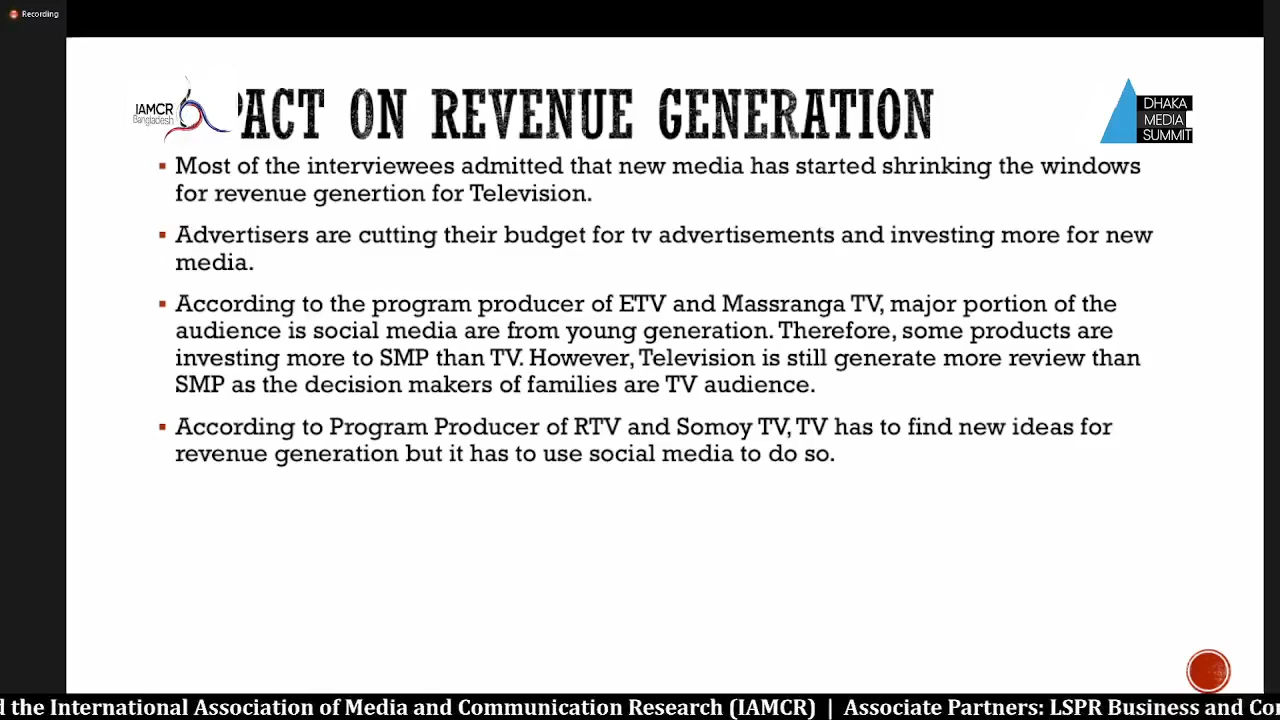 Recording
IAMCR
Bangladesh
PACT ON REVENUE GENERATION
DHAKA
MEDIA
SUMMIT
▪ Most of the interviewees admitted that new media has started shrinking the windows
for revenue genertion for Television.
▪ Advertisers are cutting their budget for tv advertisements and investing more for new
media.
▪ According to the program producer of ETV and Massranga TV, major portion of the
audience is social media are from young generation. Therefore, some products are
investing more to SMP than TV. However, Television is still generate more review than
SMP as the decision makers of families are TV audience.
▪ According to Program Producer of RTV and Somoy TV, TV has to find new ideas for
revenue generation but it has to use social media to do so.
d the International Association of Media and Communication Research (IAMCR) | Associate Partners: LSPR Business and Co